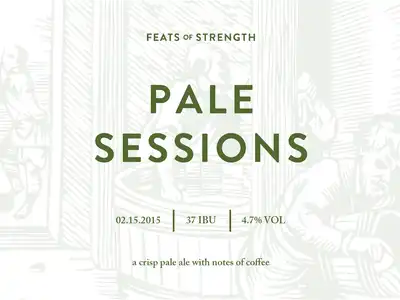 FEATS OF STRENGTH
PALE
SESSIONS
02.15.2015 | 37 IBU | 4.7% VOL
a crisp pale ale with notes of coffee